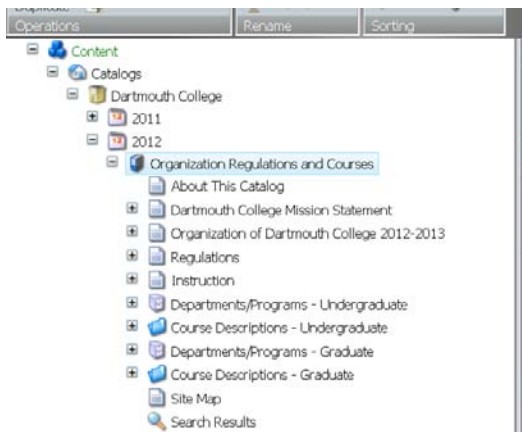 Duplicate
Operations Rename Sorting
Content
Catalogs
Dartmouth College
2011
2012
Organization Regulations and Courses
About This Catalog
Dartmouth College Mission Statement
Organization of Dartmouth College 2012-2013
Regulations
Instruction
Departments/Programs - Undergraduate
Course Descriptions - Undergraduate
Departments/Programs - Graduate
Course Descriptions - Graduate
Site Map
Search Results